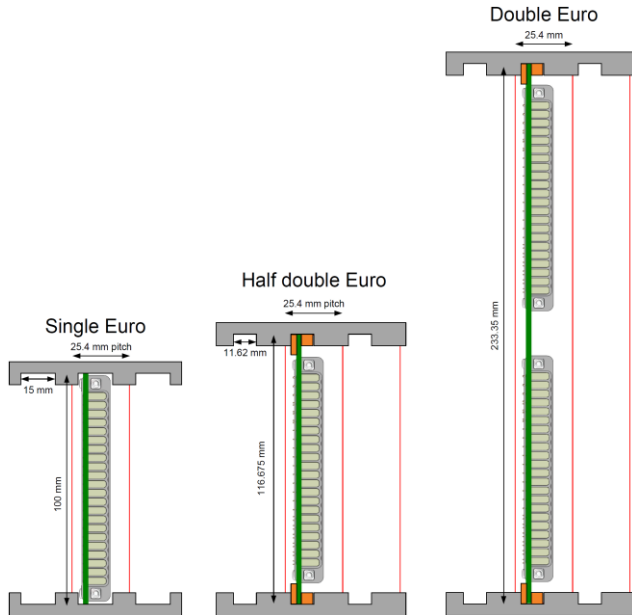 Double Euro
25.4 mm
233.35 mm
Half double Euro
25.4 mm pitch
11.62 mm
116.675 mm
Single Euro
25.4 mm pitch
15 mm
100 mm